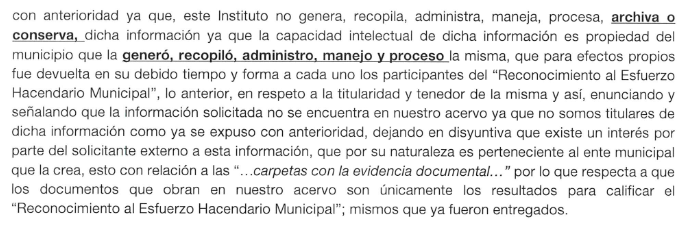 con anterioridad ya que, este Instituto no genera, recopila, administra, maneja, procesa, archiva o
conserva, dicha información ya que la capacidad intelectual de dicha información es propiedad del
municipio que la generó, recopiló, administro, manejo y proceso la misma, que para efectos propios
fue devuelta en su debido tiempo y forma a cada uno los participantes del “Reconocimiento al Esfuerzo
Hacendario Municipal”, lo anterior, en respeto a la titularidad y tenedor de la misma y así, enunciando y
señalando que la información solicitada no se encuentra en nuestro acervo ya que no somos titulares de
dicha información como ya se expuso con anterioridad, dejando en disyuntiva que existe un interés por
parte del solicitante externo a esta información, que por su naturaleza es perteneciente al ente municipal
que la crea, esto con relación a las “…carpetas con la evidencia documental…” por lo que respecta a que
los documentos que obran en nuestro acervo son únicamente los resultados para calificar el
“Reconocimiento al Esfuerzo Hacendario Municipal”; mismos que ya fueron entregados.